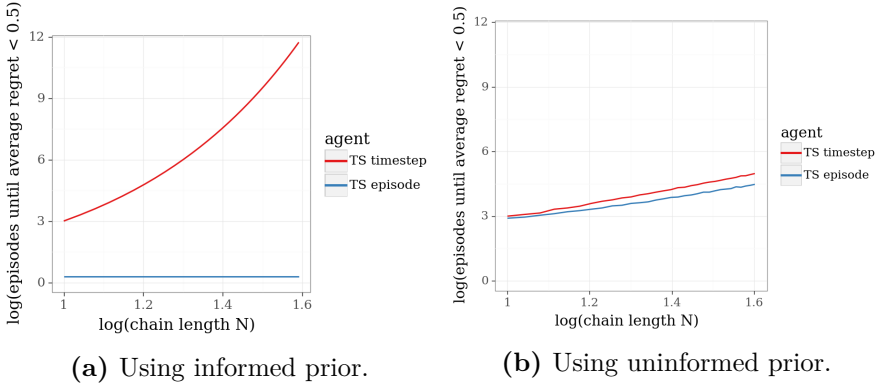 log(episodes until average regret < 0.5)
12
9
6
3
0
1
1.2
1.4
1.6
log(chain length N)
agent
TS timestep
TS episode
(a) Using informed prior.
log(episodes until average regret < 0.5)
12
9
6
3
0
1
1.2
1.4
1.6
log(chain length N)
agent
TS timestep
TS episode
(b) Using uninformed prior.